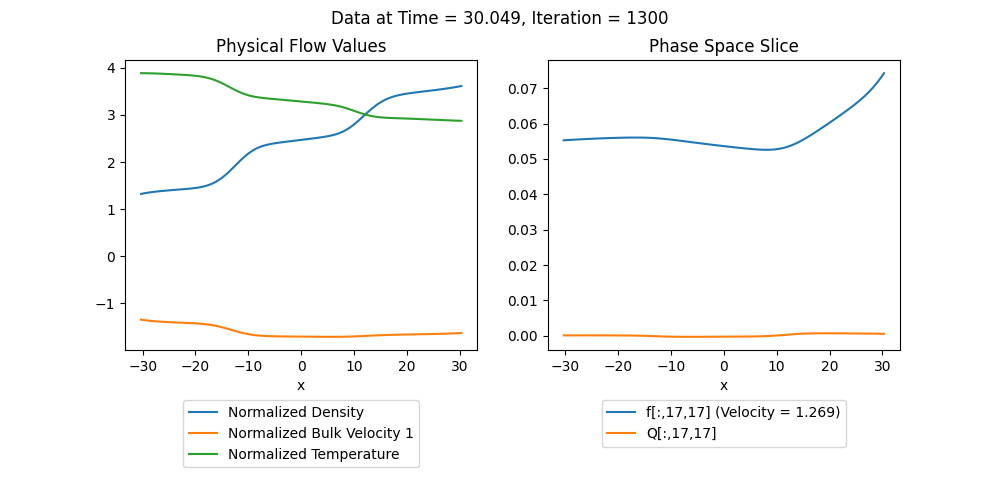 Data at Time = 30.049, Iteration = 1300
Physical Flow Values
Phase Space Slice
4
3
2
1
0
−1
−30
−20
−10
0
10
20
30
x
0.07
0.06
0.05
0.04
0.03
0.02
0.01
0.00
−30
−20
−10
0
10
20
30
x
Normalized Density
Normalized Bulk Velocity 1
Normalized Temperature
f[:,17,17] (Velocity = 1.269)
Q[:,17,17]